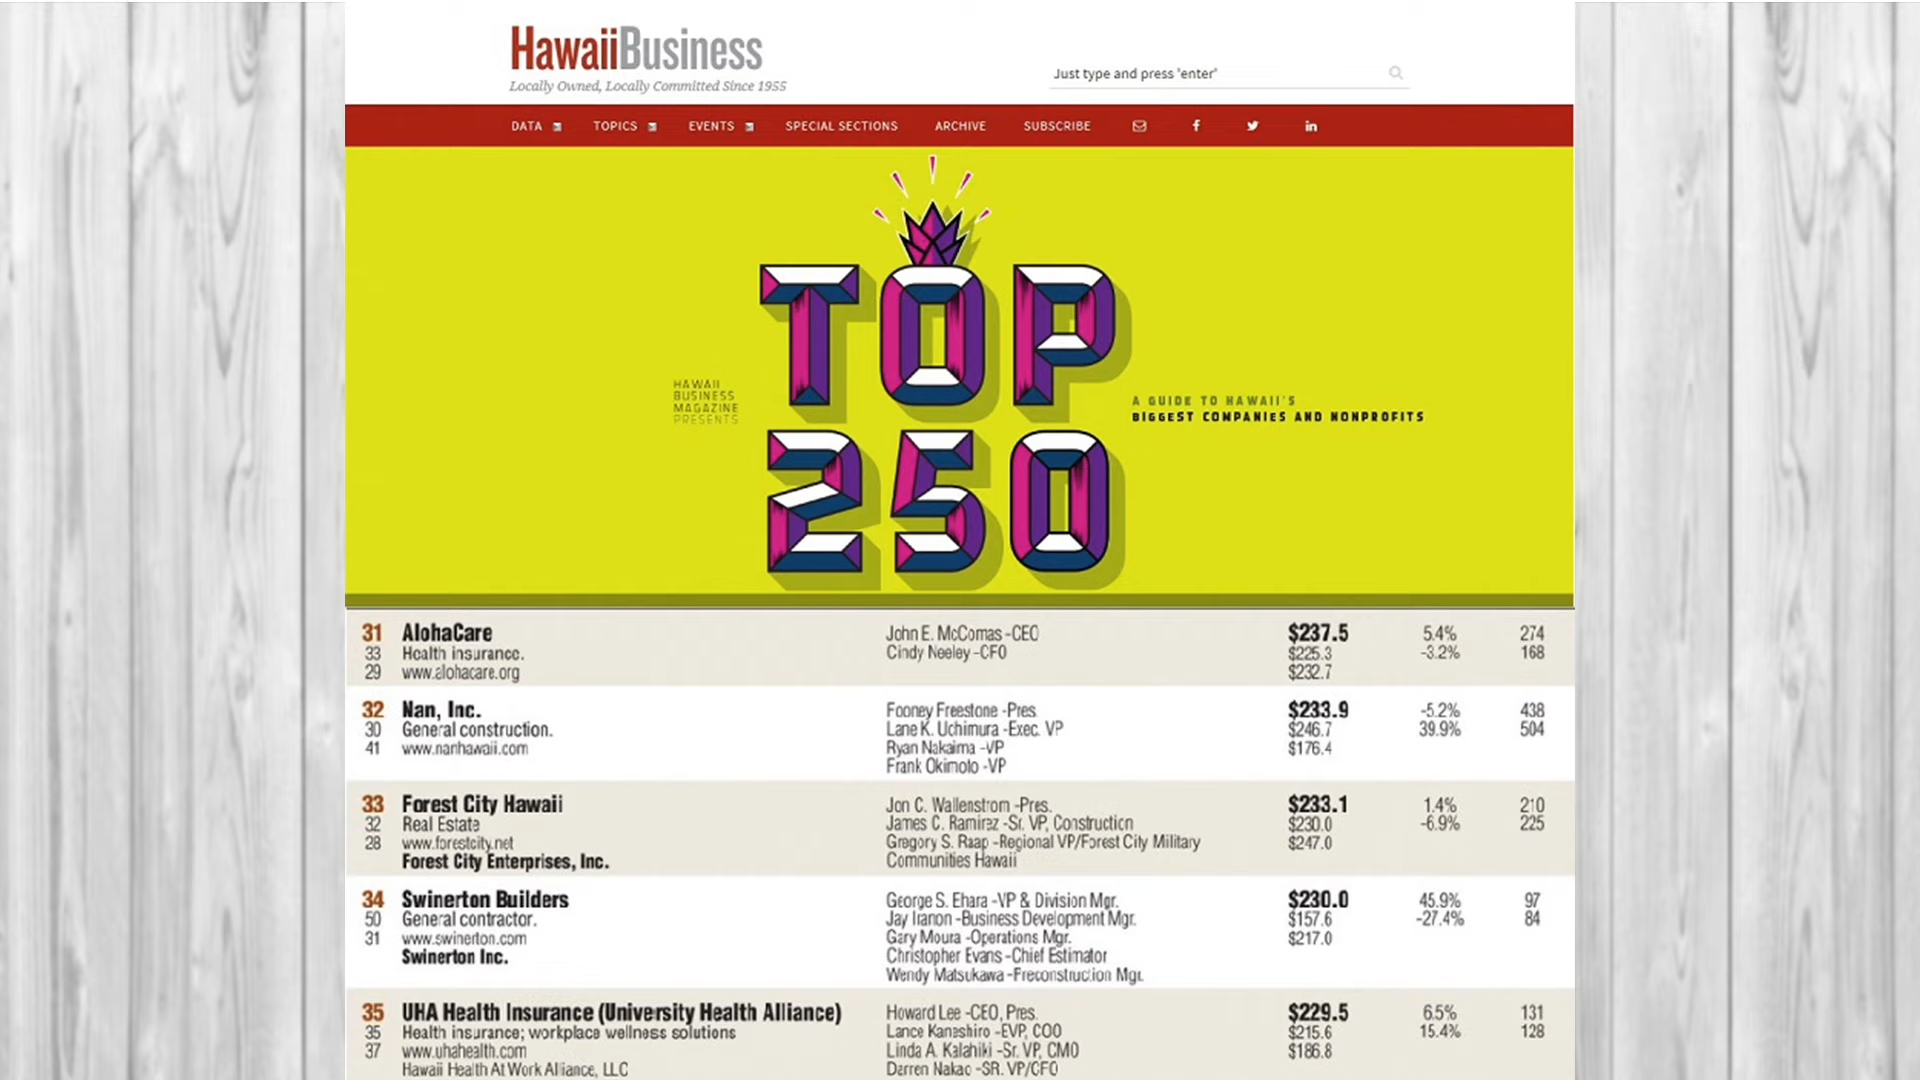 HawaiiBusiness
Locally Owned, Locally Committed Since 1955
Just type and press 'enter'
DATA TOPICS EVENTS SPECIAL SECTIONS ARCHIVE SUBSCRIBE
TOP
250
HAWAII
BUSINESS
MAGAZINE
PRESENTS
A GUIDE TO HAWAII'S
BIGGEST COMPANIES AND NONPROFITS
31 AlohaCare John E. McComas -CEO $237.5 5.4% 274
33 Health insurance. Cindy Neeley -CFO $225.3 -3.2% 168
29 www.alohacare.org $232.7
32 Nan, Inc. Fooney Freestone -Pres. $233.9 -5.2% 438
30 General construction. Lane K. Uchimura -Exec. VP $246.7 39.9% 504
41 www.nanhawaii.com Ryan Nakaima -VP $176.4
Frank Okimoto -VP
33 Forest City Hawaii Jon C. Wallenstrom -Pres. $233.1 1.4% 210
32 Real Estate James C. Ramirez -Sr. VP, Construction $230.0 -6.9% 225
28 www.forestcity.net Gregory S. Raap -Regional VP/Forest City Military $247.0
Forest City Enterprises, Inc. Communities Hawaii
34 Swinerton Builders George S. Ehara -VP & Division Mgr. $230.0 45.9% 97
50 General contractor. Jay Iranon -Business Development Mgr. $157.6 -27.4% 84
31 www.swinerton.com Gary Moura -Operations Mgr. $217.0
Swinerton Inc. Christopher Evans -Chief Estimator
Wendy Matsukawa -Preconstruction Mgr.
35 UHA Health Insurance (University Health Alliance) Howard Lee -CEO, Pres. $229.5 6.5% 131
35 Health insurance; workplace wellness solutions Lance Kaneshiro -EVP, COO $215.6 15.4% 128
37 www.uhahealth.com Linda A. Kalahiki -Sr. VP, CMO $186.8
Hawaii Health At Work Alliance, LLC Darren Nakao -SR. VP/CFO